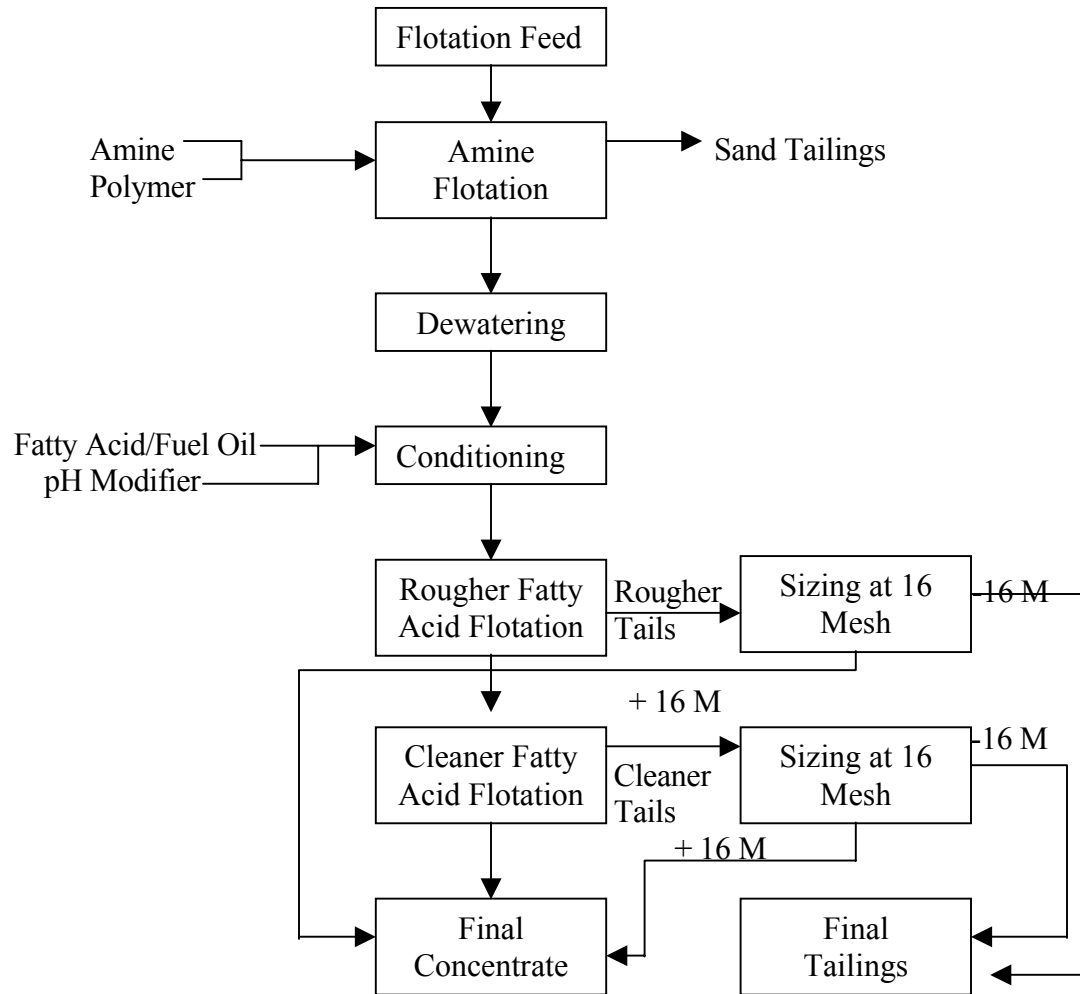 Flotation Feed
Amine
Polymer
Amine
Flotation
Sand Tailings
Dewatering
Fatty Acid/Fuel Oil
pH Modifier
Conditioning
Rougher Fatty
Acid Flotation
Rougher
Tails
Sizing at 16
Mesh
-16 M
+ 16 M
Cleaner Fatty
Acid Flotation
Cleaner
Tails
Sizing at 16
Mesh
-16 M
+ 16 M
Final
Concentrate
Final
Tailings